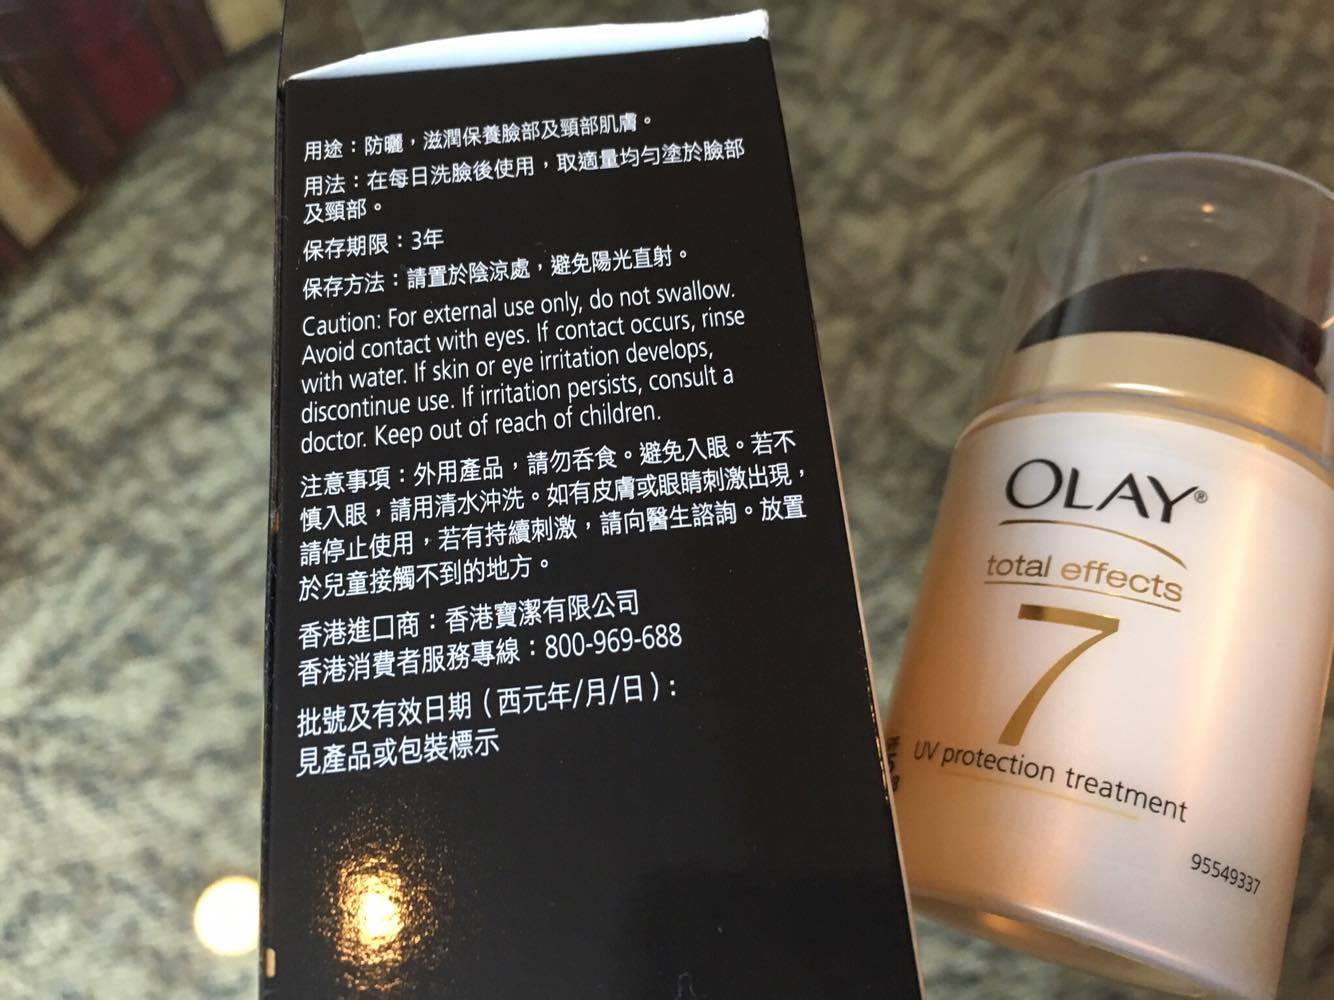 用途：防曬，滋潤保養臉部及頸部肌膚。
用法：在每日洗臉後使用，取適量均勻塗於臉部
及頸部。
保存期限：3年
保存方法：請置於陰涼處，避免陽光直射。
Caution: For external use only, do not swallow.
Avoid contact with eyes. If contact occurs, rinse
with water. If skin or eye irritation develops,
discontinue use. If irritation persists, consult a
doctor. Keep out of reach of children.
注意事項：外用產品，請勿吞食。避免入眼。若不
慎入眼，請用清水沖洗。如有皮膚或眼睛刺激出現，
請停止使用，若有持續刺激，請向醫生諮詢。放置
於兒童接觸不到的地方。
香港進口商：香港寶潔有限公司
香港消費者服務專線：800-969-688
批號及有效日期（西元年/月/日）：
見產品或包裝標示
OLAY®
total effects
7
UV protection treatment
95549337